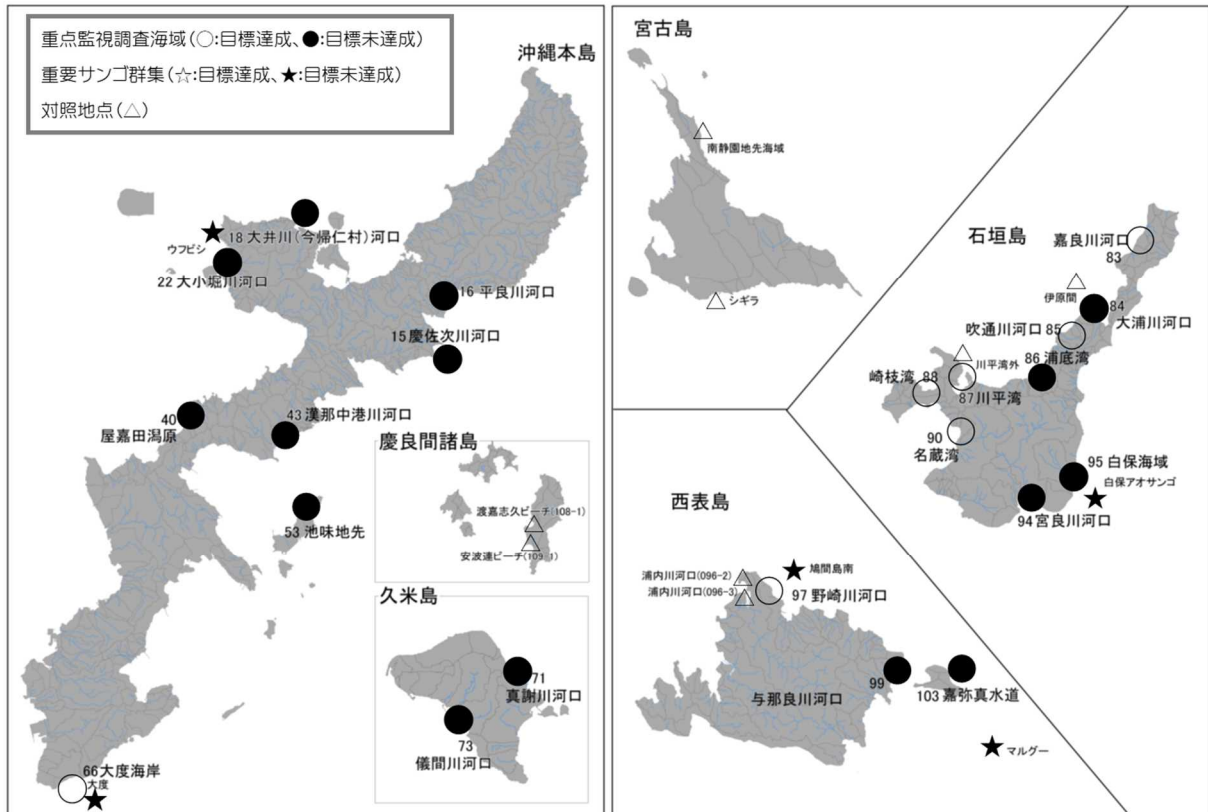 重点監視調査海域(○:目標達成、●:目標未達成)
重要サンゴ群集(☆:目標達成、★:目標未達成)
対照地点(△)
沖縄本島
ウフビシ
18 大井川(今帰仁村)河口
22 大小堀川河口
16 平良川河口
15 慶佐次川河口
40
屋嘉田潟原
43 漢那中港川河口
53 池味地先
66 大度海岸
大度
慶良間諸島
渡嘉志久ビーチ(108-1)
安波連ビーチ(109-1)
久米島
71
真謝川河口
73
儀間川河口
宮古島
南静園地先海域
シギラ
石垣島
嘉良川河口
83
伊原間
84
大浦川河口
吹通川河口 85
86 浦底湾
川平湾外
87 川平湾
崎枝湾 88
90
名蔵湾
95 白保海域
白保アオサンゴ
94 宮良川河口
西表島
鳩間島南
浦内川河口(096-2)
浦内川河口(096-3)
97 野崎川河口
99
与那良川河口
103 嘉弥真水道
マルグー